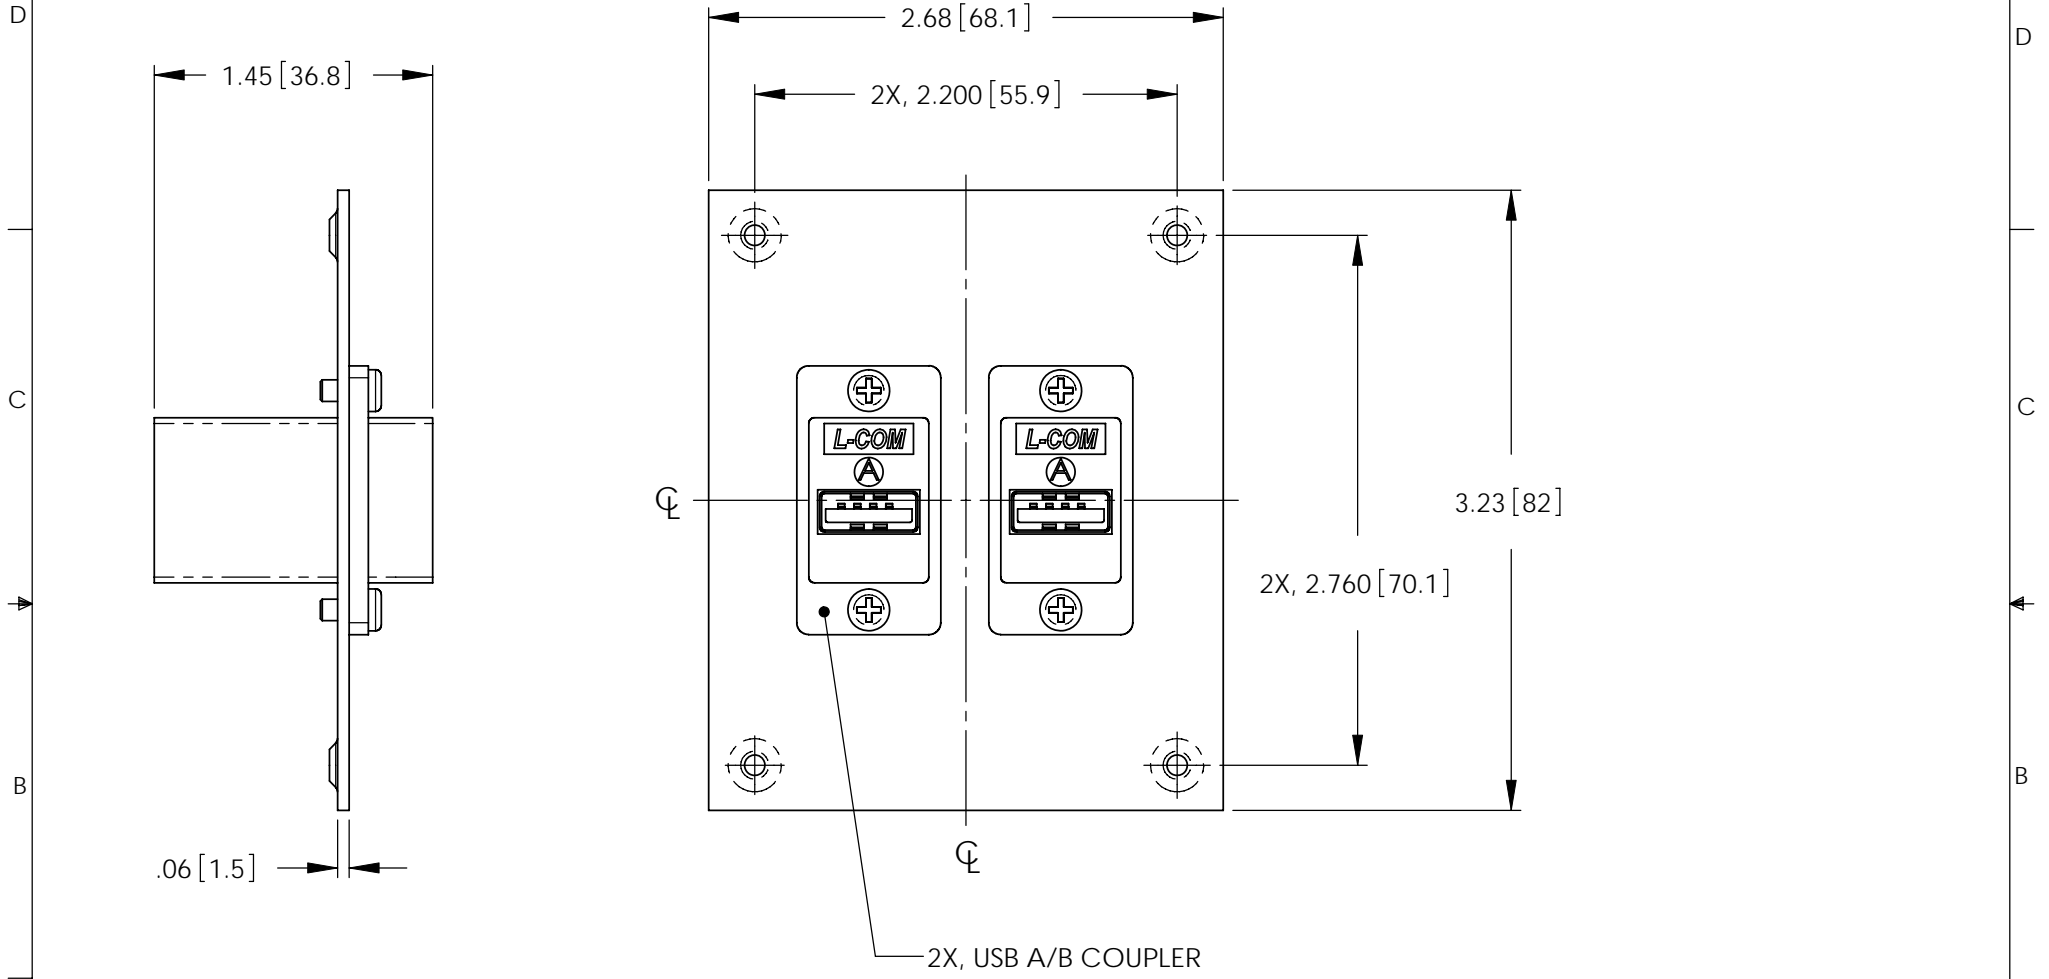 D
2.68 [68.1]
D
1.45 [36.8]
2X, 2.200 [55.9]
C
C
L-COM
L-COM
A
A
℄
3.23 [82]
2X, 2.760 [70.1]
B
B
℄
.06 [1.5]
2X, USB A/B COUPLER